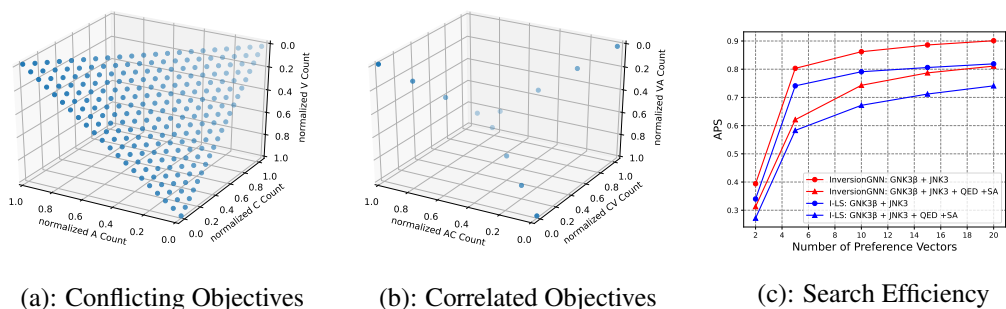 0.0
0.2
0.4
0.6
0.8
1.0
normalized V Count
1.0
0.8
0.6
0.4
0.2
0.0
normalized A Count
0.0
0.2
0.4
0.6
0.8
1.0
normalized C Count
(a): Conflicting Objectives
0.0
0.2
0.4
0.6
0.8
1.0
normalized VA Count
1.0
0.8
0.6
0.4
0.2
0.0
normalized AC Count
0.0
0.2
0.4
0.6
0.8
1.0
normalized CV Count
(b): Correlated Objectives
0.9
0.8
0.7
0.6
0.5
0.4
0.3
APS
InversionGNN: GNK3β + JNK3
InversionGNN: GNK3β + JNK3 + QED +SA
I-LS: GNK3β + JNK3
I-LS: GNK3β + JNK3 + QED +SA
2 4 6 8 10 12 14 16 18 20
Number of Preference Vectors
(c): Search Efficiency